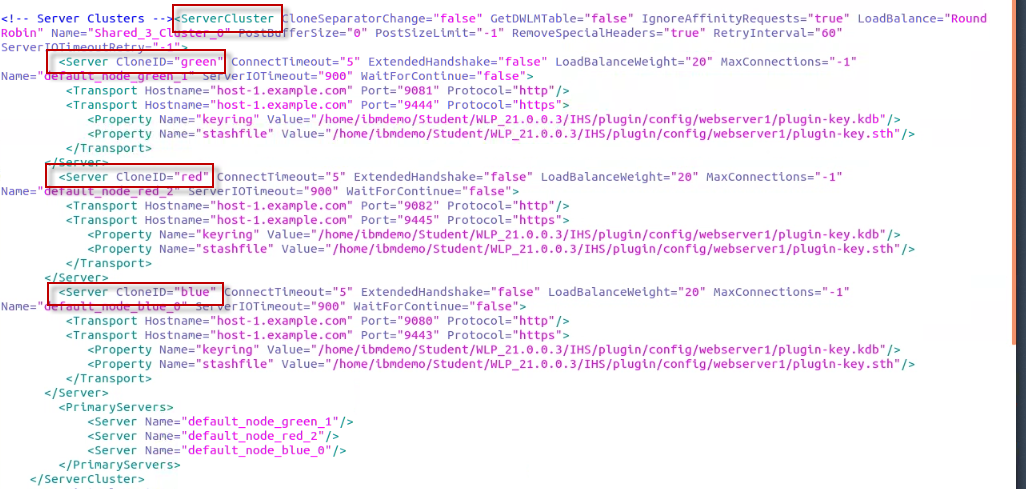 <!-- Server Clusters --><ServerCluster CloneSeparatorChange="false" GetDWLMTable="false" IgnoreAffinityRequests="true" LoadBalance="Round
Robin" Name="Shared_3_Cluster_0" PostBufferSize="0" PostSizeLimit="-1" RemoveSpecialHeaders="true" RetryInterval="60"
ServerIOTimeoutRetry="-1">
<Server CloneID="green" ConnectTimeout="5" ExtendedHandshake="false" LoadBalanceWeight="20" MaxConnections="-1"
Name="default_node_green_1" ServerIOTimeout="900" WaitForContinue="false">
<Transport Hostname="host-1.example.com" Port="9081" Protocol="http"/>
<Transport Hostname="host-1.example.com" Port="9444" Protocol="https">
<Property Name="keyring" Value="/home/ibmdemo/Student/WLP_21.0.0.3/IHS/plugin/config/webserver1/plugin-key.kdb"/>
<Property Name="stashfile" Value="/home/ibmdemo/Student/WLP_21.0.0.3/IHS/plugin/config/webserver1/plugin-key.sth"/>
</Transport>
</Server>
<Server CloneID="red" ConnectTimeout="5" ExtendedHandshake="false" LoadBalanceWeight="20" MaxConnections="-1"
Name="default_node_red_2" ServerIOTimeout="900" WaitForContinue="false">
<Transport Hostname="host-1.example.com" Port="9082" Protocol="http"/>
<Transport Hostname="host-1.example.com" Port="9445" Protocol="https">
<Property Name="keyring" Value="/home/ibmdemo/Student/WLP_21.0.0.3/IHS/plugin/config/webserver1/plugin-key.kdb"/>
<Property Name="stashfile" Value="/home/ibmdemo/Student/WLP_21.0.0.3/IHS/plugin/config/webserver1/plugin-key.sth"/>
</Transport>
</Server>
<Server CloneID="blue" ConnectTimeout="5" ExtendedHandshake="false" LoadBalanceWeight="20" MaxConnections="-1"
Name="default_node_blue_0" ServerIOTimeout="900" WaitForContinue="false">
<Transport Hostname="host-1.example.com" Port="9080" Protocol="http"/>
<Transport Hostname="host-1.example.com" Port="9443" Protocol="https">
<Property Name="keyring" Value="/home/ibmdemo/Student/WLP_21.0.0.3/IHS/plugin/config/webserver1/plugin-key.kdb"/>
<Property Name="stashfile" Value="/home/ibmdemo/Student/WLP_21.0.0.3/IHS/plugin/config/webserver1/plugin-key.sth"/>
</Transport>
</Server>
<PrimaryServers>
<Server Name="default_node_green_1"/>
<Server Name="default_node_red_2"/>
<Server Name="default_node_blue_0"/>
</PrimaryServers>
</ServerCluster>